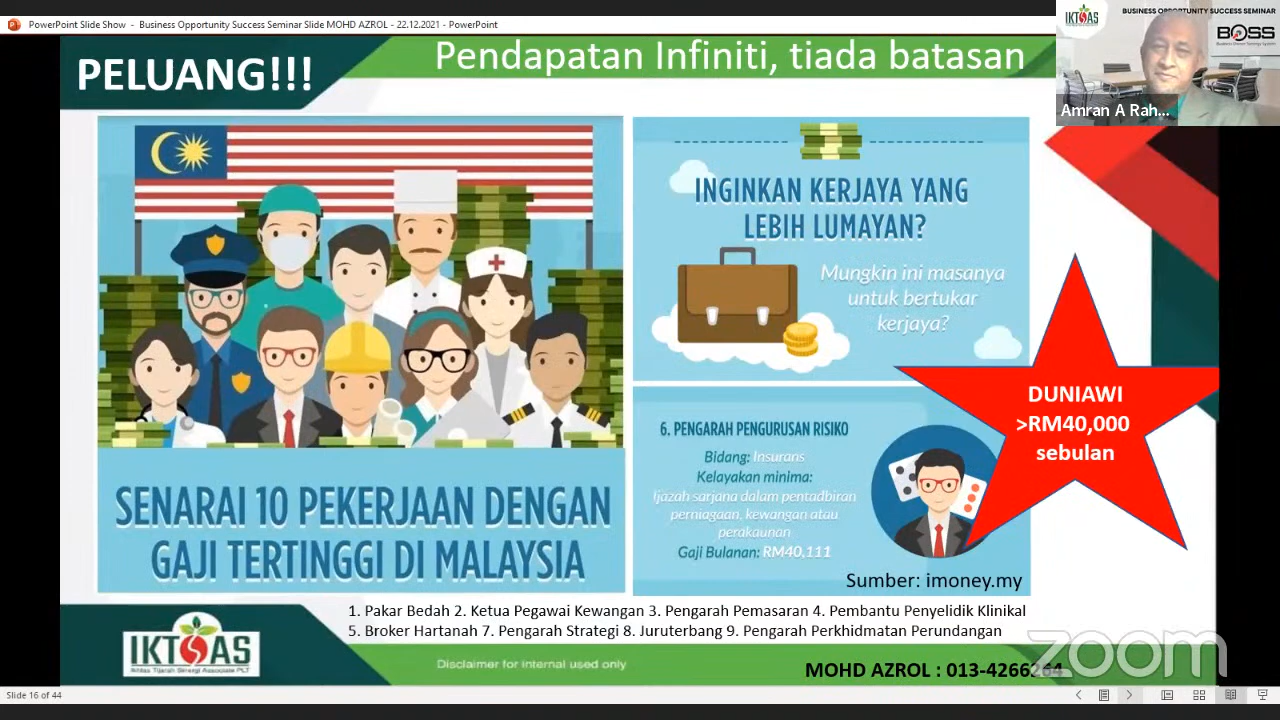 PowerPoint Slide Show - Business Opportunity Success Seminar Slide MOHD AZROL - 22.12.2021 - PowerPoint
IKTSAS
BUSINESS OPPORTUNITY SUCCESS SEMINAR
BOSS
Amran A Rah...
PELUANG!!!
Pendapatan Infiniti, tiada batasan
INGINKAN KERJAYA YANG
LEBIH LUMAYAN?
Mungkin ini masanya
untuk bertukar
kerjaya?
DUNIAWI
>RM40,000
sebulan
6. PENGARAH PENGURUSAN RISIKO
Bidang: Insurans
Kelayakan minima:
Ijazah sarjana dalam pentadbiran
perniagaan, kewangan atau
perakaunan
Gaji Bulanan: RM40,111
SENARAI 10 PEKERJAAN DENGAN
GAJI TERTINGGI DI MALAYSIA
Sumber: imoney.my
1. Pakar Bedah 2. Ketua Pegawai Kewangan 3. Pengarah Pemasaran 4. Pembantu Penyelidik Klinikal
5. Broker Hartanah 7. Pengarah Strategi 8. Juruterbang 9. Pengarah Perkhidmatan Perundangan
IKTSAS
Ikhlas Tijarah Sinergi Associate PLT
Disclaimer for internal used only
MOHD AZROL : 013-4266264
zoom
Slide 16 of 44